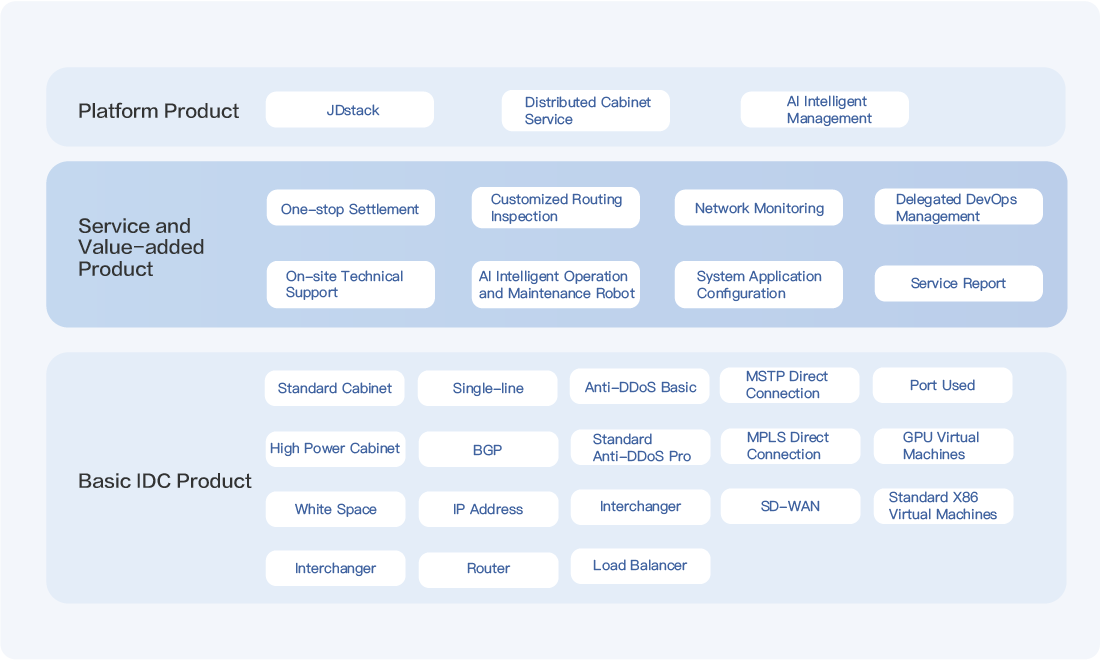 Platform Product
JDstack
Distributed Cabinet
Service
AI Intelligent
Management
Service and
Value-added
Product
One-stop Settlement
Customized Routing
Inspection
Network Monitoring
Delegated DevOps
Management
On-site Technical
Support
AI Intelligent Operation
and Maintenance Robot
System Application
Configuration
Service Report
Basic IDC Product
Standard Cabinet
Single-line
Anti-DDoS Basic
MSTP Direct
Connection
Port Used
High Power Cabinet
BGP
Standard
Anti-DDoS Pro
MPLS Direct
Connection
GPU Virtual
Machines
White Space
IP Address
Interchanger
SD-WAN
Standard X86
Virtual Machines
Interchanger
Router
Load Balancer